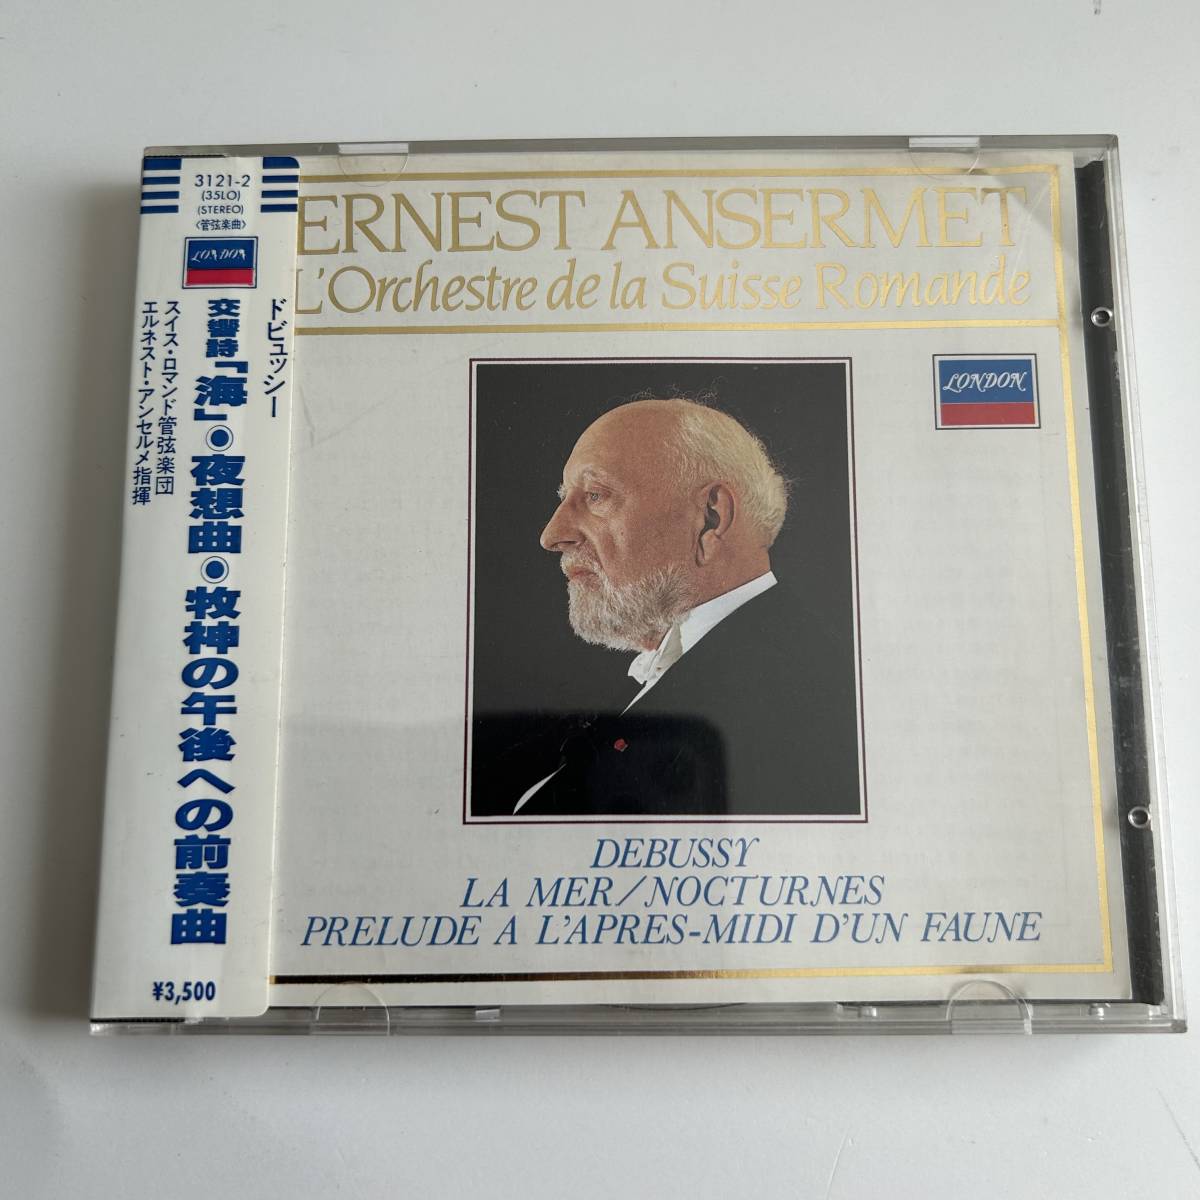 3121-2
(35LO)
(STEREO)
〈管弦楽曲〉
LONDON
ドビュッシー
交響詩「海」●夜想曲●牧神の午後への前奏曲
スイス・ロマンド管弦楽団
エルネスト・アンセルメ指揮
¥3,500
ERNEST ANSERMET
L'Orchestre de la Suisse Romande
LONDON
DEBUSSY
LA MER/NOCTURNES
PRELUDE A L'APRES-MIDI D'UN FAUNE